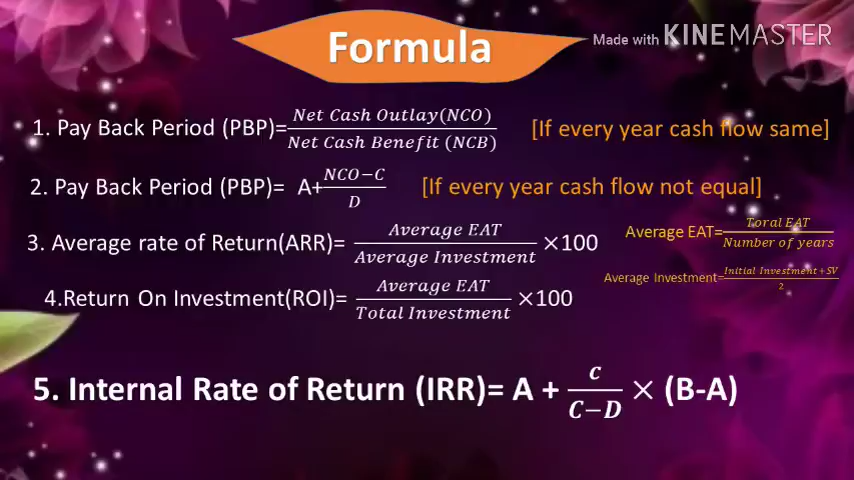 Formula
Made with KINEMASTER
1. Pay Back Period (PBP)=Net Cash Outlay(NCO)/Net Cash Benefit (NCB) [If every year cash flow same]
2. Pay Back Period (PBP)= A+NCO−C/D [If every year cash flow not equal]
3. Average rate of Return(ARR)= Average EAT/Average Investment ×100
Average EAT=Toral EAT/Number of years
Average Investment=Initial Investment+SV/2
4.Return On Investment(ROI)= Average EAT/Total Investment ×100
5. Internal Rate of Return (IRR)= A + c/C−D × (B-A)